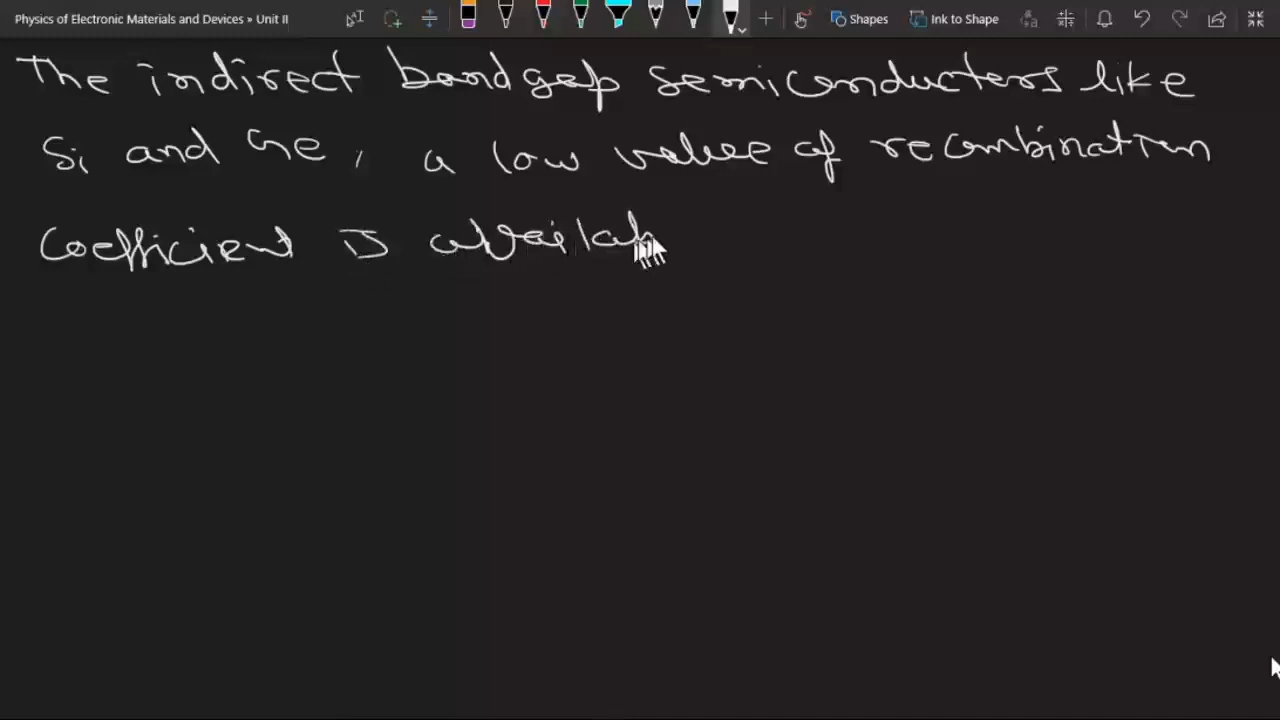 Physics of Electronic Materials and Devices » Unit II
Shapes
Ink to Shape
The indirect bandgap semiconductors like
Si and Ge, a low value of recombination
coefficient is availab